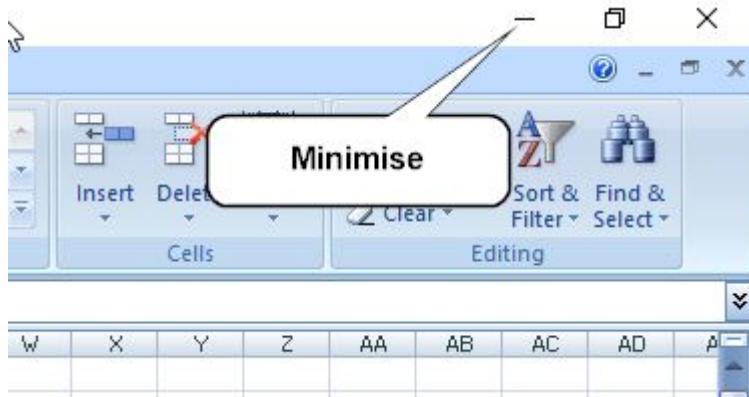 Minimise
Insert
Delet
Clear
Sort &
Filter
Find &
Select
Cells
Editing
W X Y Z AA AB AC AD A